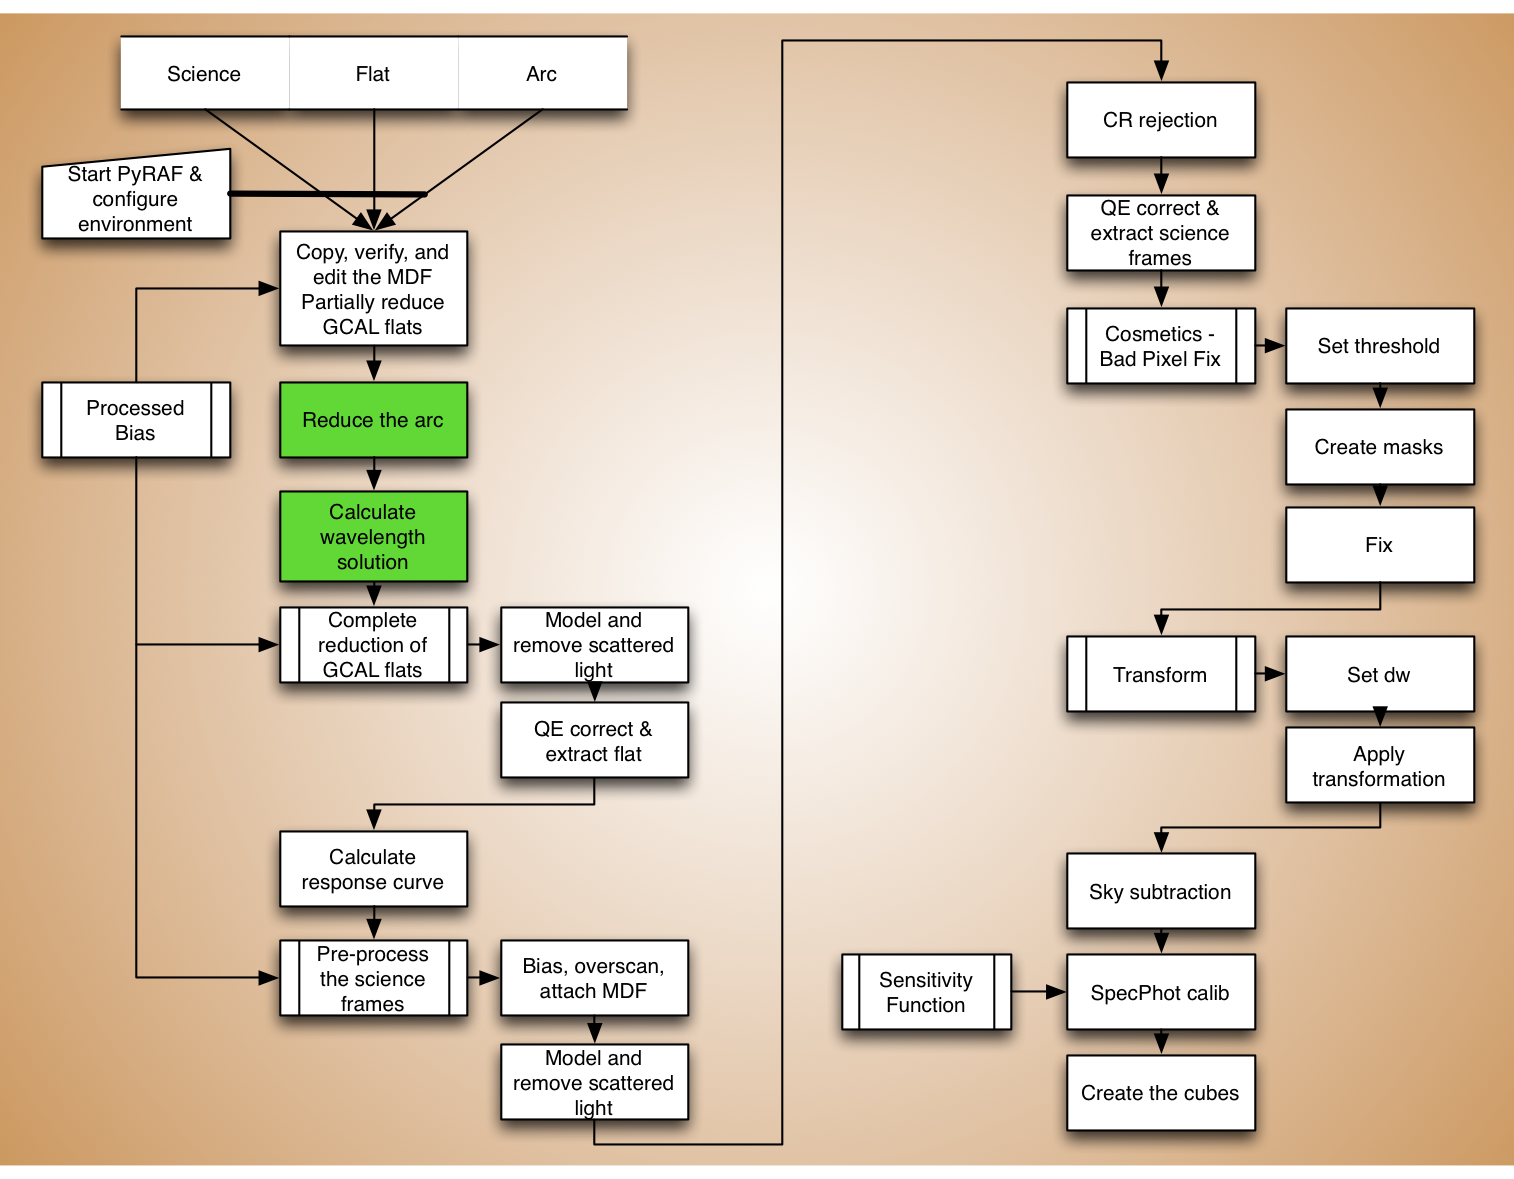 Science
Flat
Arc
Start PyRAF &
configure
environment
Copy, verify, and
edit the MDF
Partially reduce
GCAL flats
Processed
Bias
Reduce the arc
Calculate
wavelength
solution
Complete
reduction of
GCAL flats
Model and
remove scattered
light
QE correct &
extract flat
Calculate
response curve
Pre-process
the science
frames
Bias, overscan,
attach MDF
Model and
remove scattered
light
CR rejection
QE correct &
extract science
frames
Cosmetics -
Bad Pixel Fix
Set threshold
Create masks
Fix
Transform
Set dw
Apply
transformation
Sky subtraction
Sensitivity
Function
SpecPhot calib
Create the cubes